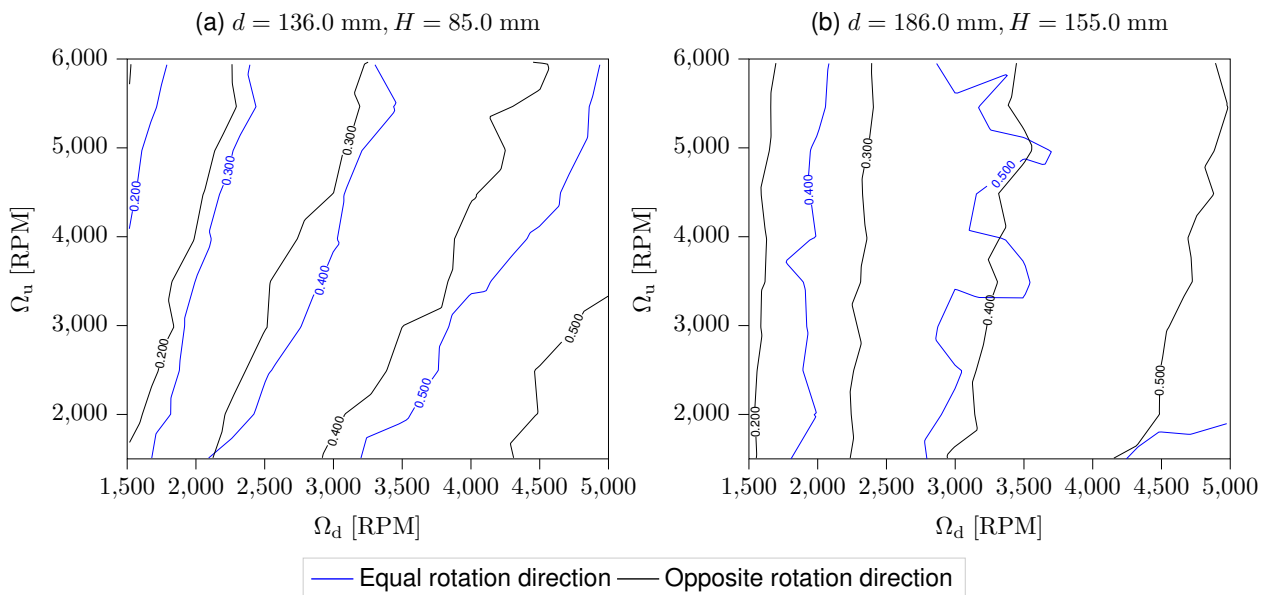 (a) d = 136.0 mm, H = 85.0 mm
6,000
5,000
4,000
3,000
2,000
Ωu [RPM]
1,500 2,000 2,500 3,000 3,500 4,000 4,500 5,000
Ωd [RPM]
0.200
0.300
0.300
0.200
0.400
0.400
0.500
0.500
(b) d = 186.0 mm, H = 155.0 mm
6,000
5,000
4,000
3,000
2,000
Ωu [RPM]
1,500 2,000 2,500 3,000 3,500 4,000 4,500 5,000
Ωd [RPM]
0.300
0.400
0.500
0.400
0.200
0.500
Equal rotation direction Opposite rotation direction